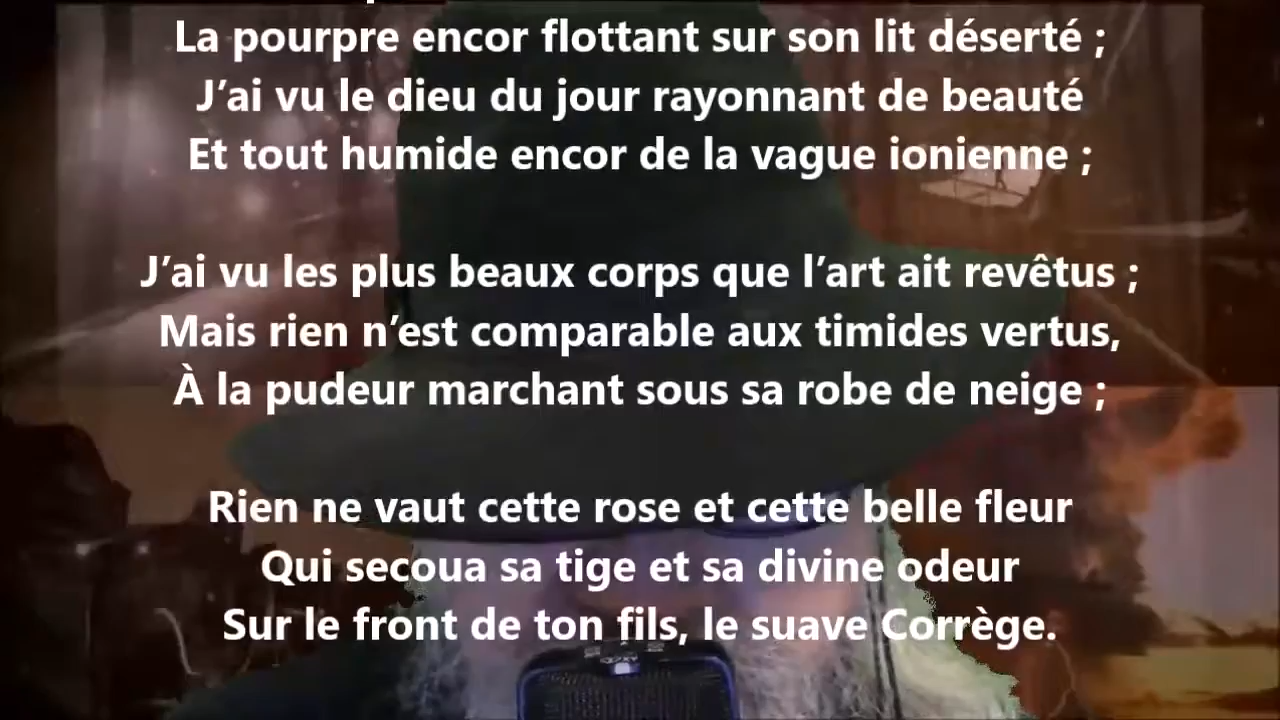 La pourpre encor flottant sur son lit déserté ;
J’ai vu le dieu du jour rayonnant de beauté
Et tout humide encor de la vague ionienne ;
J’ai vu les plus beaux corps que l’art ait revêtus ;
Mais rien n’est comparable aux timides vertus,
À la pudeur marchant sous sa robe de neige ;
Rien ne vaut cette rose et cette belle fleur
Qui secoua sa tige et sa divine odeur
Sur le front de ton fils, le suave Corrège.